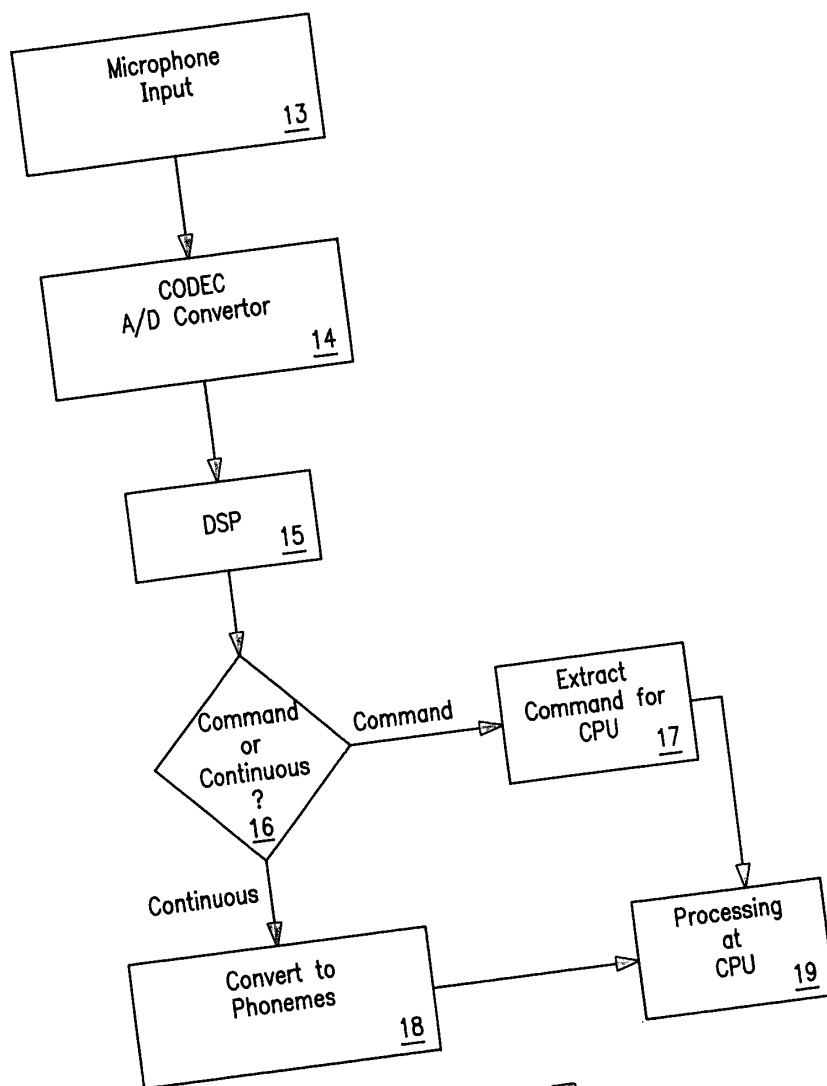 Microphone
Input
13
CODEC
A/D Convertor
14
DSP
15
Command
or
Continuous
?
16
Command
Extract
Command for
CPU
17
Continuous
Convert to
Phonemes
18
Processing
at
CPU
19